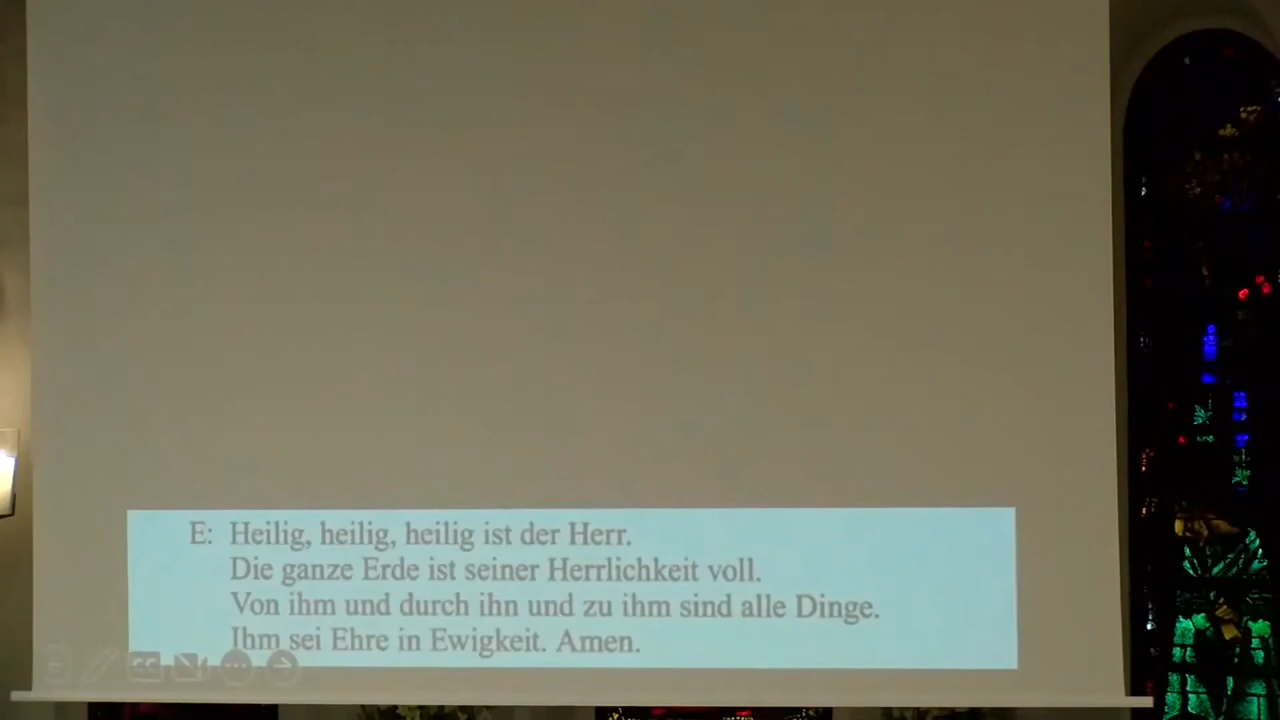 E: Heilig, heilig, heilig ist der Herr.
Die ganze Erde ist seiner Herrlichkeit voll.
Von ihm und durch ihn und zu ihm sind alle Dinge.
Ihm sei Ehre in Ewigkeit. Amen.
CC